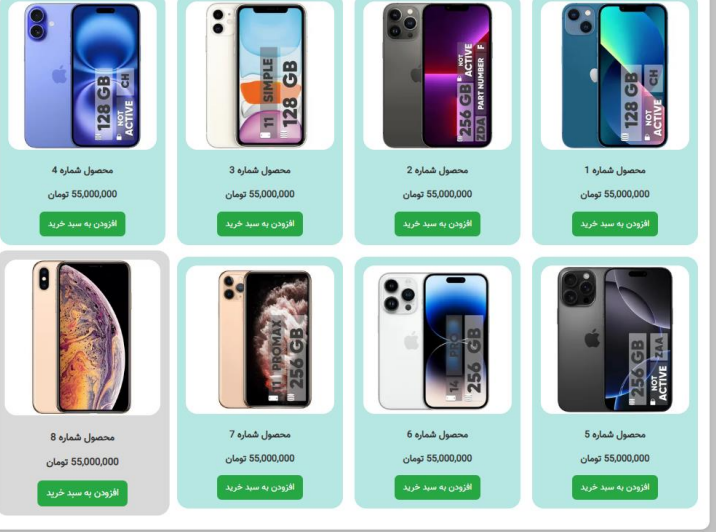 128 GB
NOT
ACTIVE
CH
محصول شماره 1
55,000,000 تومان
افزودن به سبد خرید
256 GB
NOT
ACTIVE
ZDA
PART NUMBER
F
محصول شماره 2
55,000,000 تومان
افزودن به سبد خرید
11
SIMPLE
128 GB
محصول شماره 3
55,000,000 تومان
افزودن به سبد خرید
128 GB
NOT
ACTIVE
CH
محصول شماره 4
55,000,000 تومان
افزودن به سبد خرید
256 GB
NOT
ACTIVE
ZAA
محصول شماره 5
55,000,000 تومان
افزودن به سبد خرید
14
PRO
256 GB
محصول شماره 6
55,000,000 تومان
افزودن به سبد خرید
11
PROMAX
256 GB
محصول شماره 7
55,000,000 تومان
افزودن به سبد خرید
محصول شماره 8
55,000,000 تومان
افزودن به سبد خرید